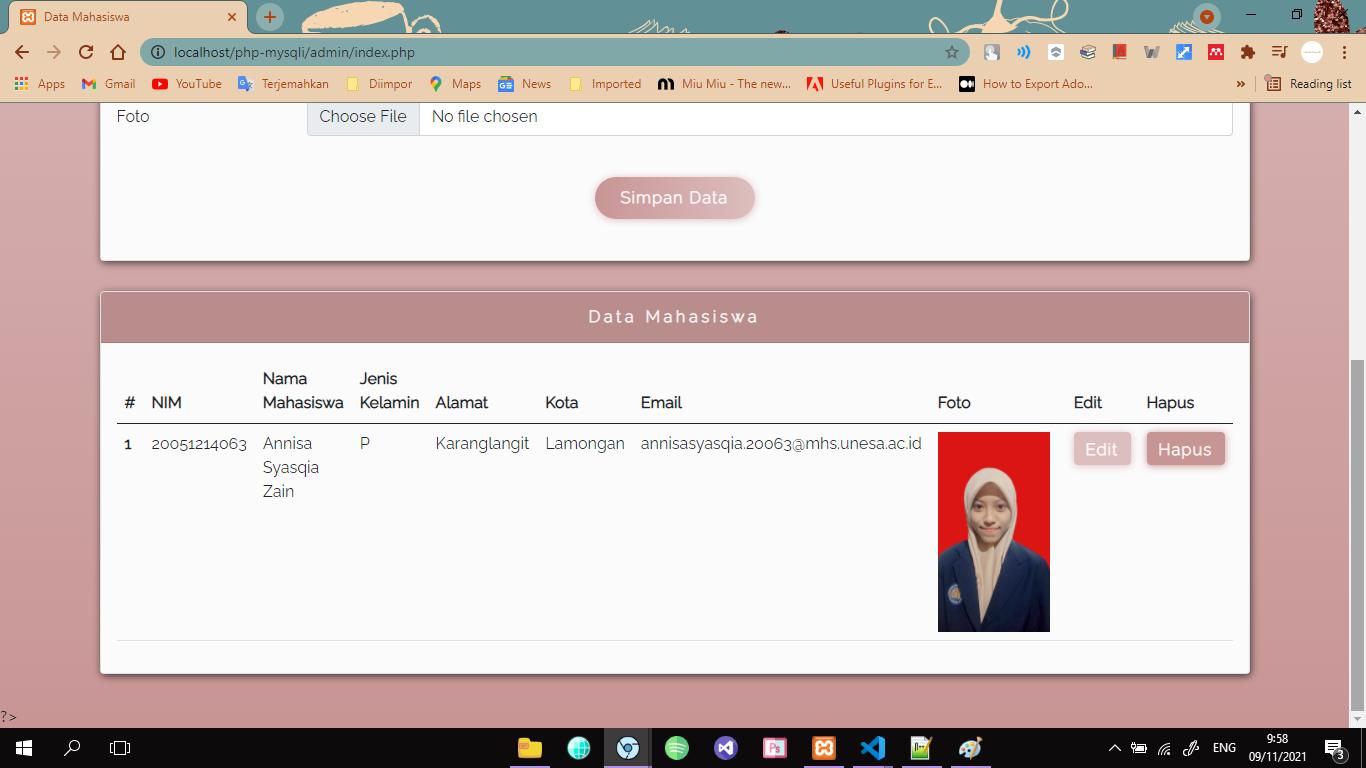 Data Mahasiswa
localhost/php-mysqli/admin/index.php
Apps Gmail YouTube Terjemahkan Diimpor Maps News Imported Miu Miu - The new... Useful Plugins for E... How to Export Ado... » Reading list
Foto Choose File No file chosen
Simpan Data
Data Mahasiswa
# NIM Nama Mahasiswa Jenis Kelamin Alamat Kota Email Foto Edit Hapus
1 20051214063 Annisa Syasqia Zain P Karanglangit Lamongan annisasyasqia.20063@mhs.unesa.ac.id Edit Hapus
?>
ENG 9:58
09/11/2021 3